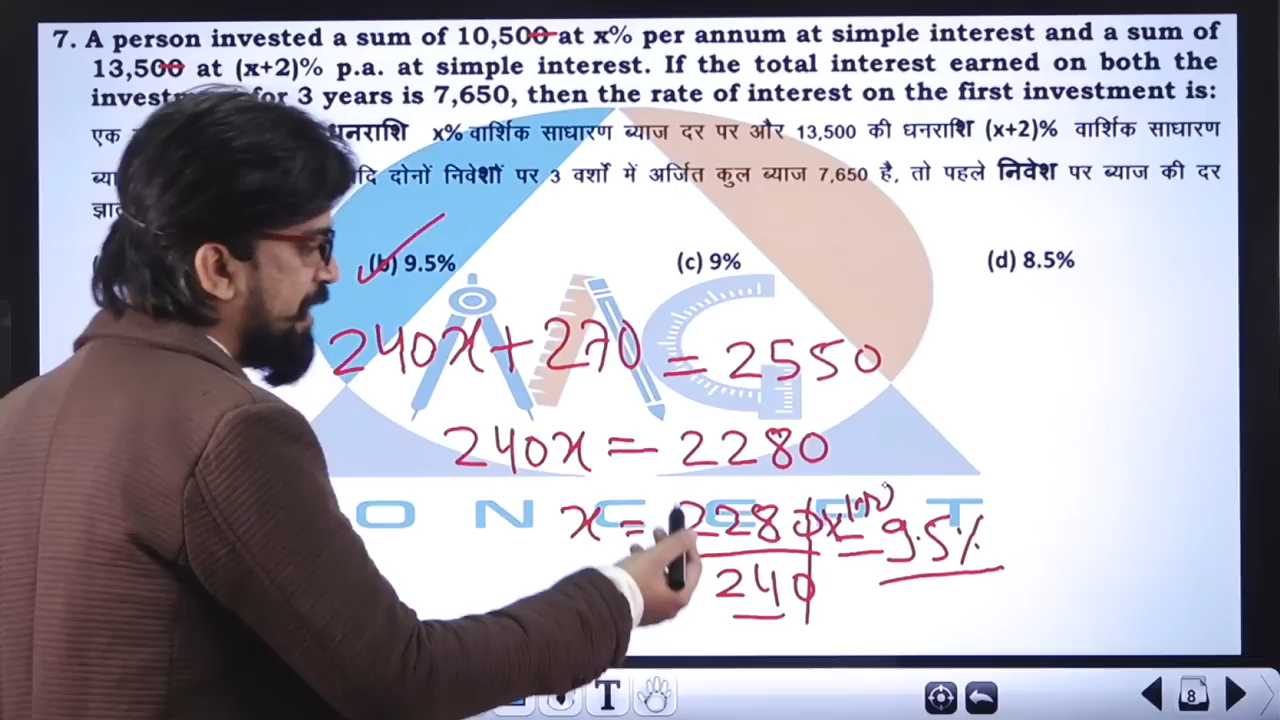 7. A person invested a sum of 10,500 at x% per annum at simple interest and a sum of
13,500 at (x+2)% p.a. at simple interest. If the total interest earned on both the
for 3 years is 7,650, then the rate of interest on the first investment is:
एक धनराशि x% वार्शिक साधारण ब्याज दर पर और 13,500 की धनराशि (x+2)% वार्शिक साधारण
दोनों निवेशों पर 3 वर्शो में अर्जित कुल ब्याज 7,650 है, तो पहले निवेश पर ब्याज की दर
(b) 9.5% (c) 9% (d) 8.5%
240x + 270 = 2550
240x = 2280
x = 2280 x 100 = 9.5%
240
T
8